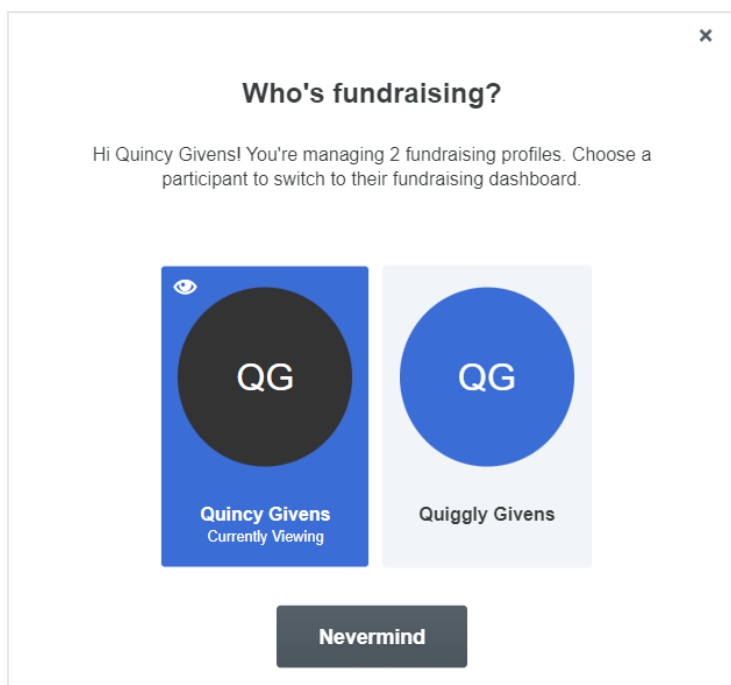 Who's fundraising?
Hi Quincy Givens! You're managing 2 fundraising profiles. Choose a
participant to switch to their fundraising dashboard.
QG
Quincy Givens
Currently Viewing
QG
Quiggly Givens
Nevermind